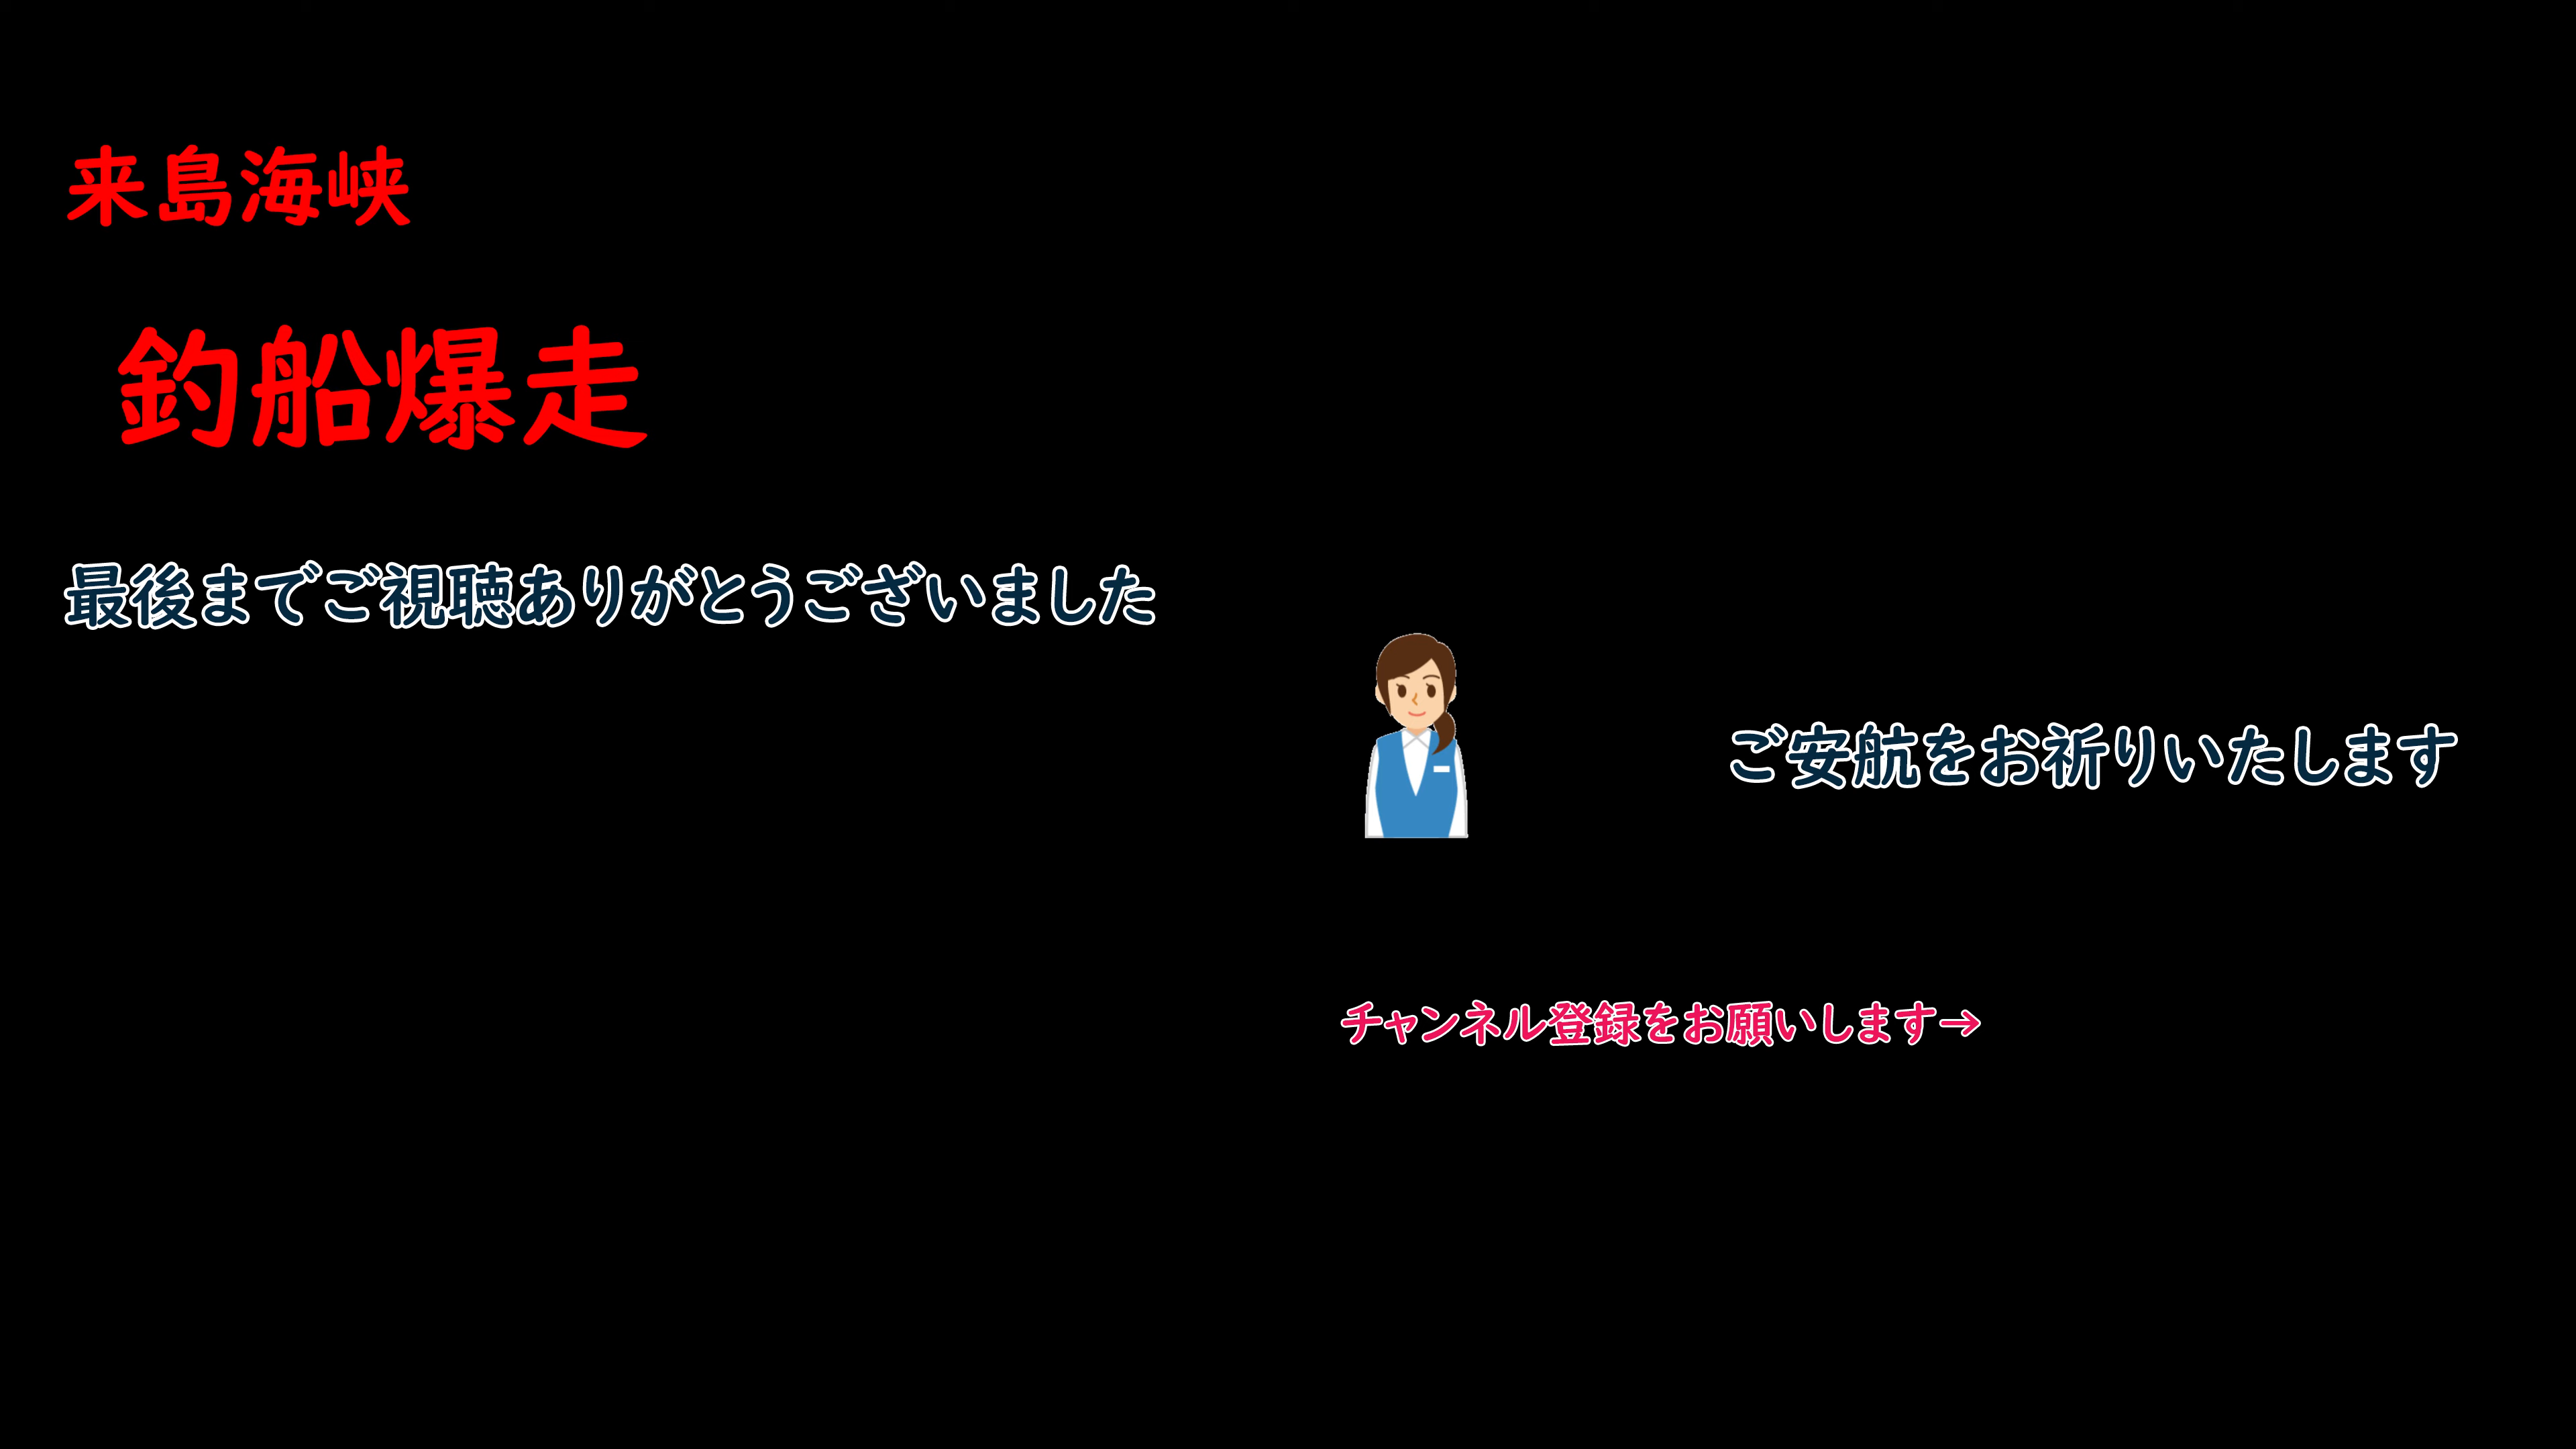 来島海峡
釣船爆走
最後までご視聴ありがとうございました
ご安航をお祈りいたします
チャンネル登録をお願いします→